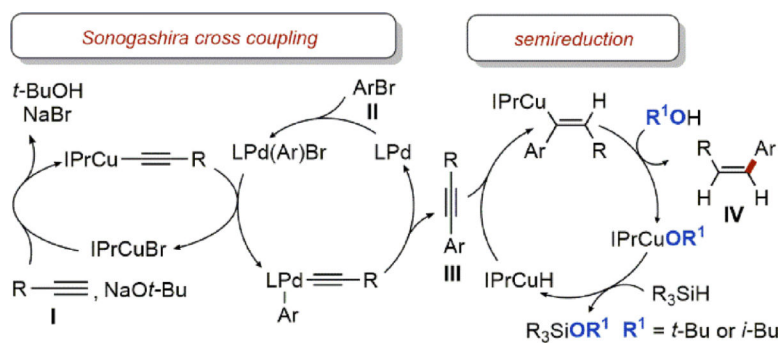 Sonogashira cross coupling
semireduction
t-BuOH
NaBr
ArBr
II
IPrCu
H
R¹OH
Ar
R
R
Ar
H
H
IV
IPrCu
R
LPd(Ar)Br
LPd
R
Ar
III
IPrCuBr
IPrCuOR¹
LPd
R
Ar
IPrCuH
R₃SiH
R
, NaOt-Bu
I
R₃SiOR¹ R¹ = t-Bu or i-Bu